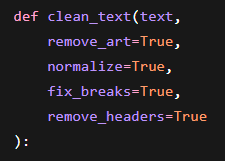 def clean_text(text,
    remove_art=True,
    normalize=True,
    fix_breaks=True,
    remove_headers=True
):